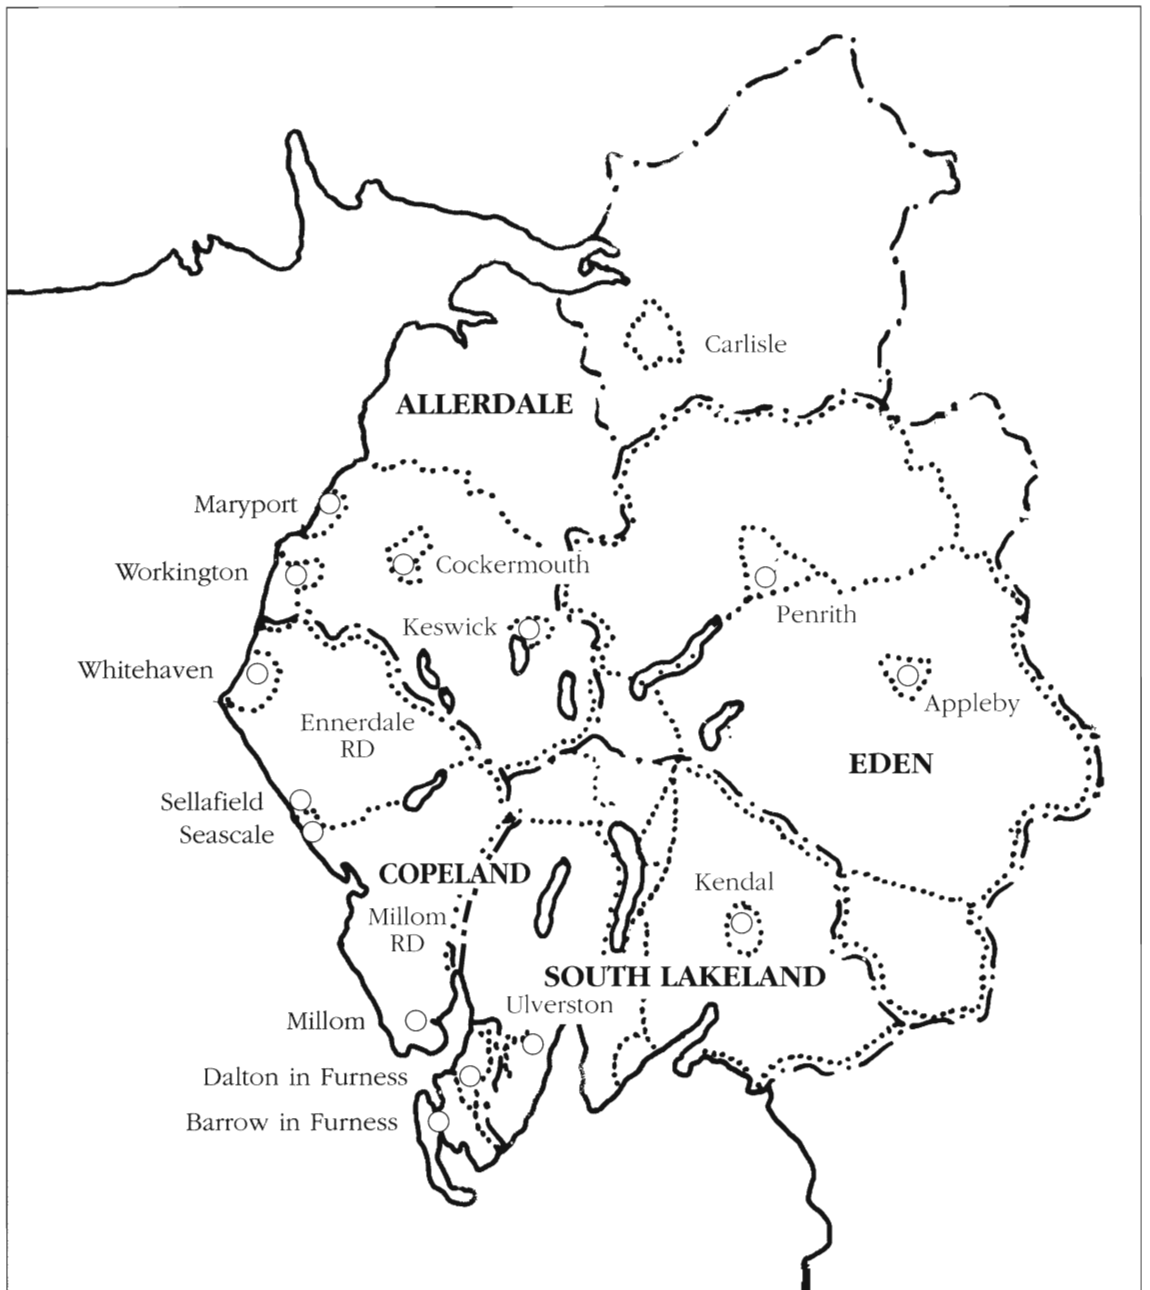 Carlisle
ALLERDALE
Maryport
Cockermouth
Workington
Penrith
Keswick
Whitehaven
Appleby
Ennerdale
RD
EDEN
Sellafield
Seascale
COPELAND
Kendal
Millom
RD
SOUTH LAKELAND
Ulverston
Millom
Dalton in Furness
Barrow in Furness